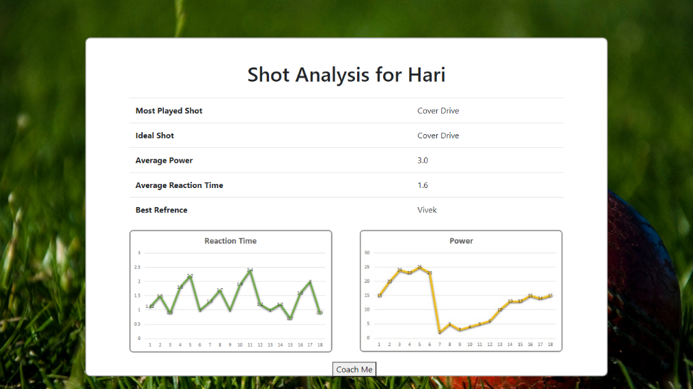 Shot Analysis for Hari
Most Played Shot Cover Drive
Ideal Shot Cover Drive
Average Power 3.0
Average Reaction Time 1.6
Best Refrence Vivek
Reaction Time
3
2.5
2
1.5
1
0.5
0
1 2 3 4 5 6 7 8 9 10 11 12 13 14 15 16 17 18
Power
30
25
20
15
10
5
0
1 2 3 4 5 6 7 8 9 10 11 12 13 14 15 16 17 18
Coach Me